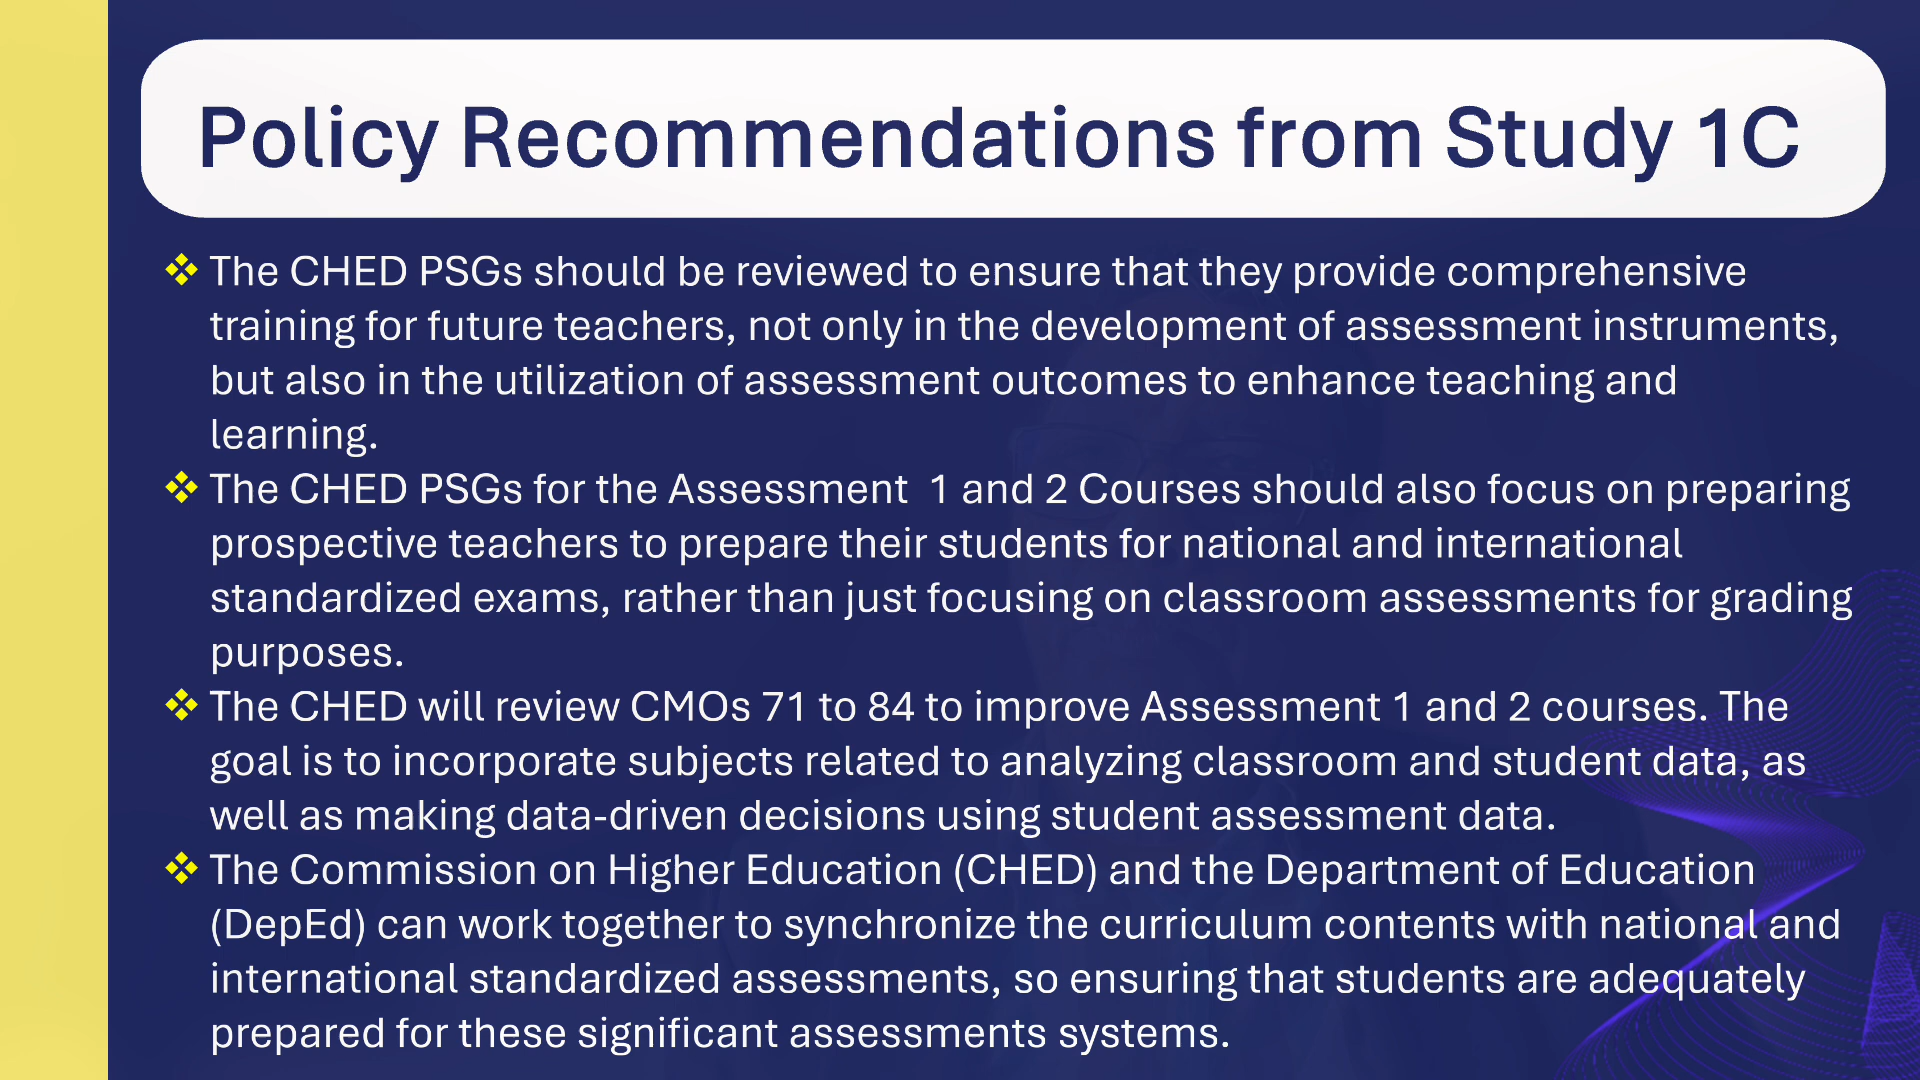 Policy Recommendations from Study 1C
The CHED PSGs should be reviewed to ensure that they provide comprehensive
training for future teachers, not only in the development of assessment instruments,
but also in the utilization of assessment outcomes to enhance teaching and
learning.
The CHED PSGs for the Assessment  1 and 2 Courses should also focus on preparing
prospective teachers to prepare their students for national and international
standardized exams, rather than just focusing on classroom assessments for grading
purposes.
The CHED will review CMOs 71 to 84 to improve Assessment 1 and 2 courses. The
goal is to incorporate subjects related to analyzing classroom and student data, as
well as making data-driven decisions using student assessment data.
The Commission on Higher Education (CHED) and the Department of Education
(DepEd) can work together to synchronize the curriculum contents with national and
international standardized assessments, so ensuring that students are adequately
prepared for these significant assessments systems.